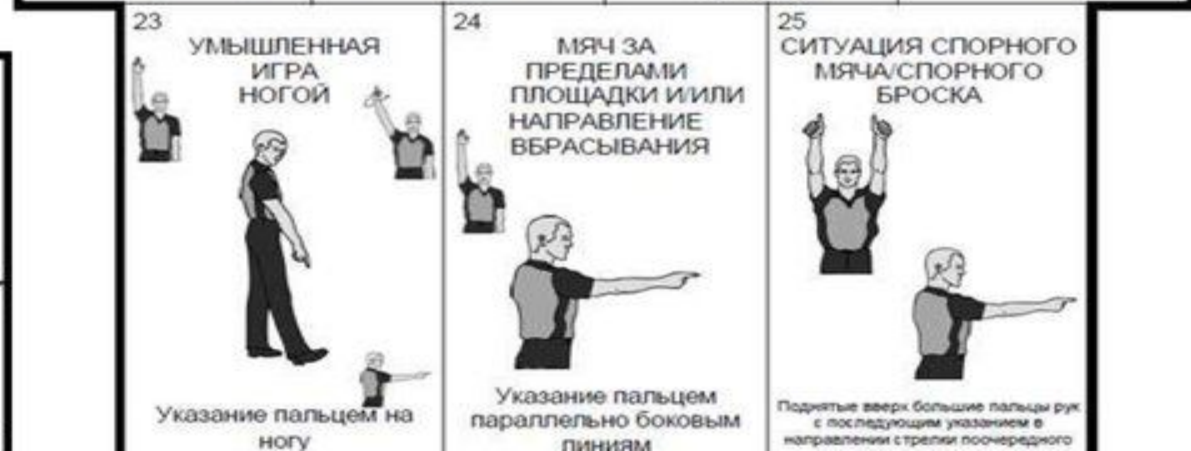 23
УМЫШЛЕННАЯ
ИГРА
НОГОЙ
Указание пальцем на
ногу
24
МЯЧ ЗА
ПРЕДЕЛАМИ
ПЛОЩАДКИ И/ИЛИ
НАПРАВЛЕНИЕ
ВБРАСЫВАНИЯ
Указание пальцем
параллельно боковым
линиям
25
СИТУАЦИЯ СПОРНОГО
МЯЧА/СПОРНОГО
БРОСКА
Поднятые вверх большие пальцы рук
с последующим указанием в
направлении стрелки поочередного